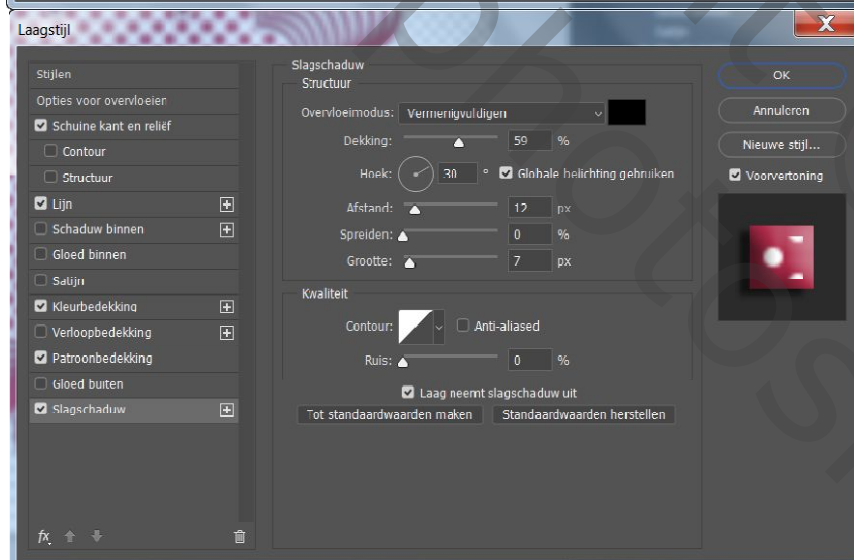 Laagstijl
Stijlen
Opties voor overvloeien
Schuine kant en reliëf
Contour
Structuur
Lijn
Schaduw binnen
Gloed binnen
Satijn
Kleurbedekking
Verloopbedekking
Patroonbedekking
Gloed buiten
Slagschaduw
fx
Slagschaduw
Structuur
Overvloeimodus: Vermenigvuldigen
Dekking: 59 %
Hoek: 30 ° Globale belichting gebruiken
Afstand: 12 px
Spreiden: 0 %
Grootte: 7 px
Kwaliteit
Contour: Anti-aliased
Ruis: 0 %
Laag neemt slagschaduw uit
Tot standaardwaarden maken Standaardwaarden herstellen
OK
Annuleren
Nieuwe stijl...
Voorvertoning